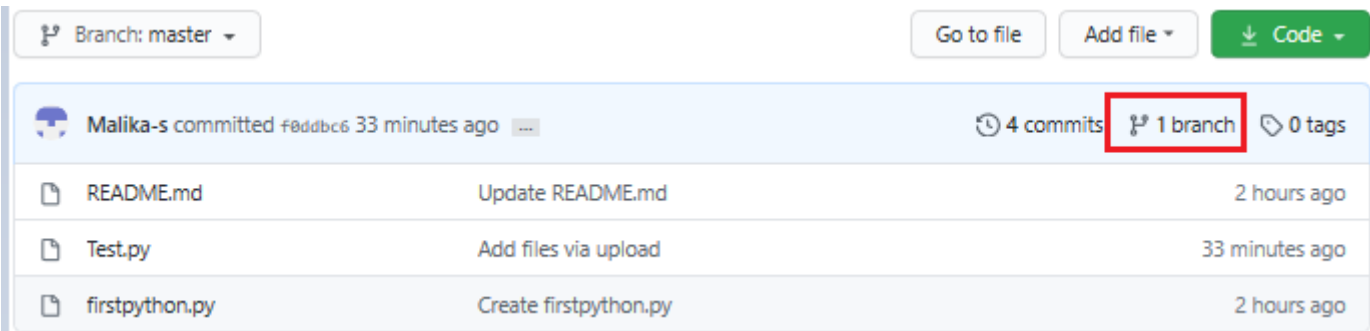 Branch: master Go to file Add file Code
Malika-s committed f0ddbc6 33 minutes ago ... 4 commits 1 branch 0 tags
README.md Update README.md 2 hours ago
Test.py Add files via upload 33 minutes ago
firstpython.py Create firstpython.py 2 hours ago